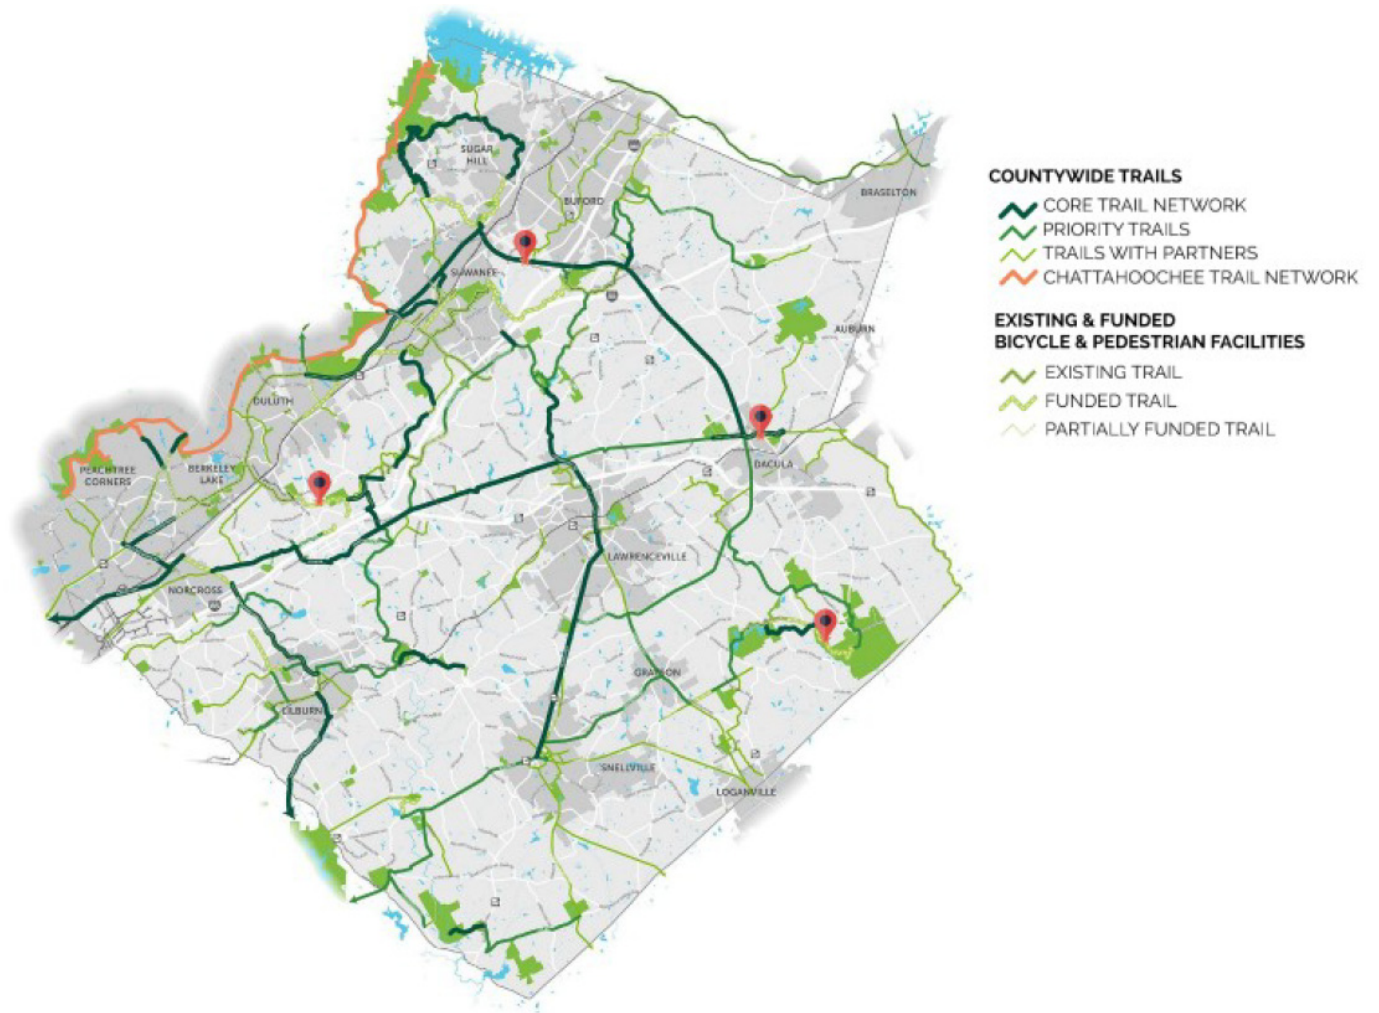 SUGAR
HILL
BUFORD
BRASELTON
SUWANEE
AUBURN
DULUTH
PEACHTREE
CORNERS
BERKELEY
LAKE
DACULA
LAWRENCEVILLE
NORCROSS
GRAYSON
LILBURN
SNELLVILLE
LOGANVILLE
COUNTYWIDE TRAILS
CORE TRAIL NETWORK
PRIORITY TRAILS
TRAILS WITH PARTNERS
CHATTAHOOCHEE TRAIL NETWORK
EXISTING & FUNDED
BICYCLE & PEDESTRIAN FACILITIES
EXISTING TRAIL
FUNDED TRAIL
PARTIALLY FUNDED TRAIL